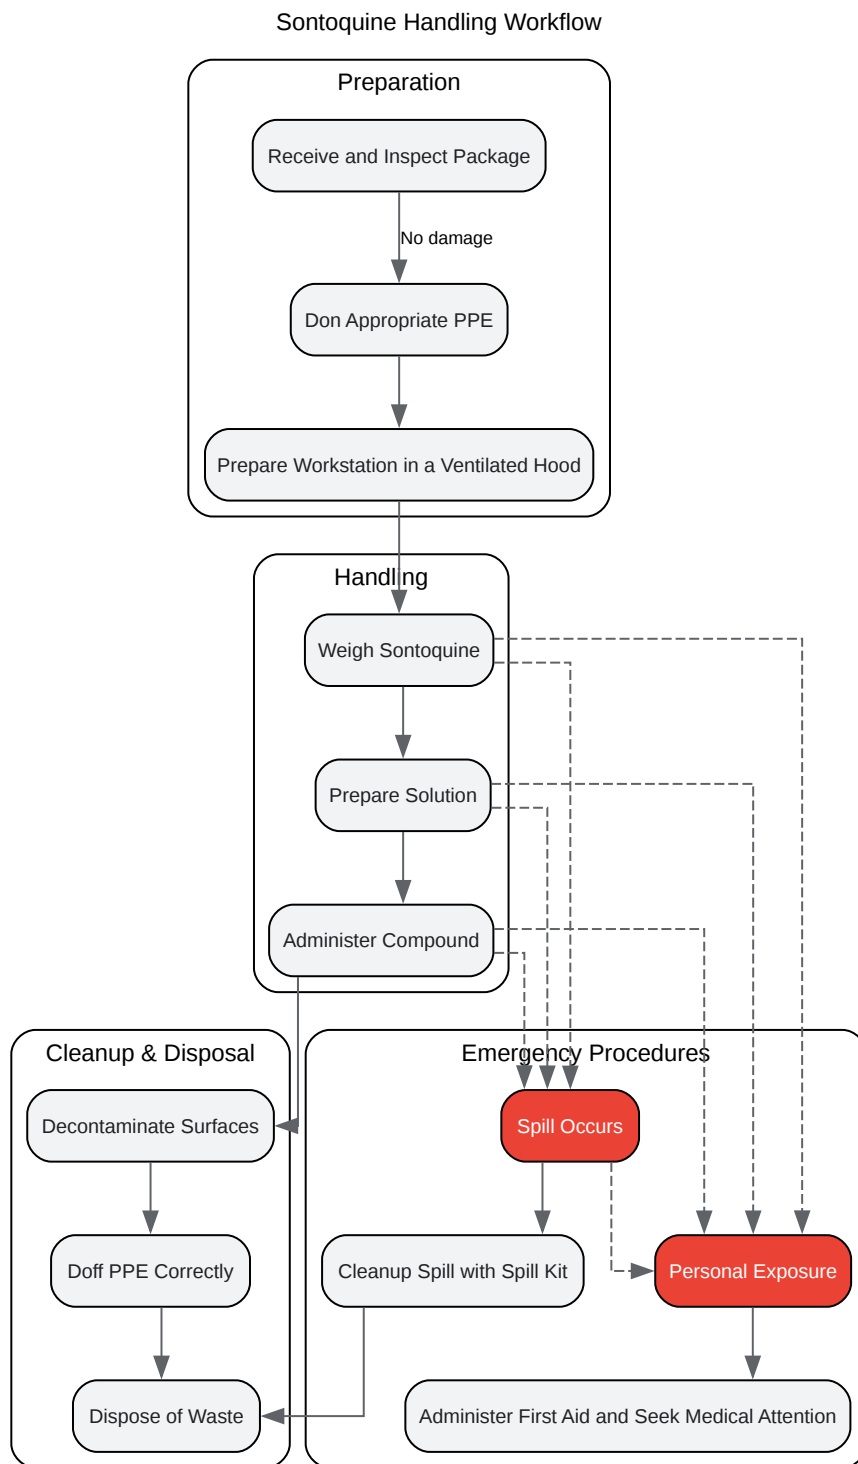 Sontoquine Handling Workflow
Preparation
Receive and Inspect Package
No damage
Don Appropriate PPE
Prepare Workstation in a Ventilated Hood
Handling
Weigh Sontoquine
Prepare Solution
Administer Compound
Cleanup & Disposal
Decontaminate Surfaces
Doff PPE Correctly
Dispose of Waste
Emergency Procedures
Spill Occurs
Cleanup Spill with Spill Kit
Personal Exposure
Administer First Aid and Seek Medical Attention